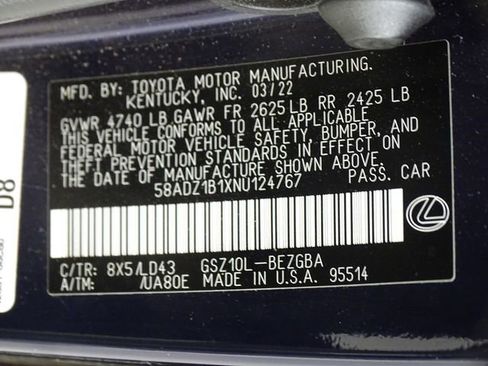 MFD. BY: TOYOTA MOTOR MANUFACTURING.
KENTUCKY, INC. 03/22
GVWR 4740 LB GAWR FR 2625 LB RR 2425 LB
THIS VEHICLE CONFORMS TO ALL APPLICABLE
FEDERAL MOTOR VEHICLE SAFETY, BUMPER, AND
THEFT PREVENTION STANDARDS IN EFFECT ON
THE DATE OF MANUFACTURE SHOWN ABOVE.
58ADZ1B1XNU124767 PASS. CAR
C/TR: 8X5/LD43 GSZ10L-BEZGBA
A/TM: /UA80E MADE IN U.S.A. 95514
D8